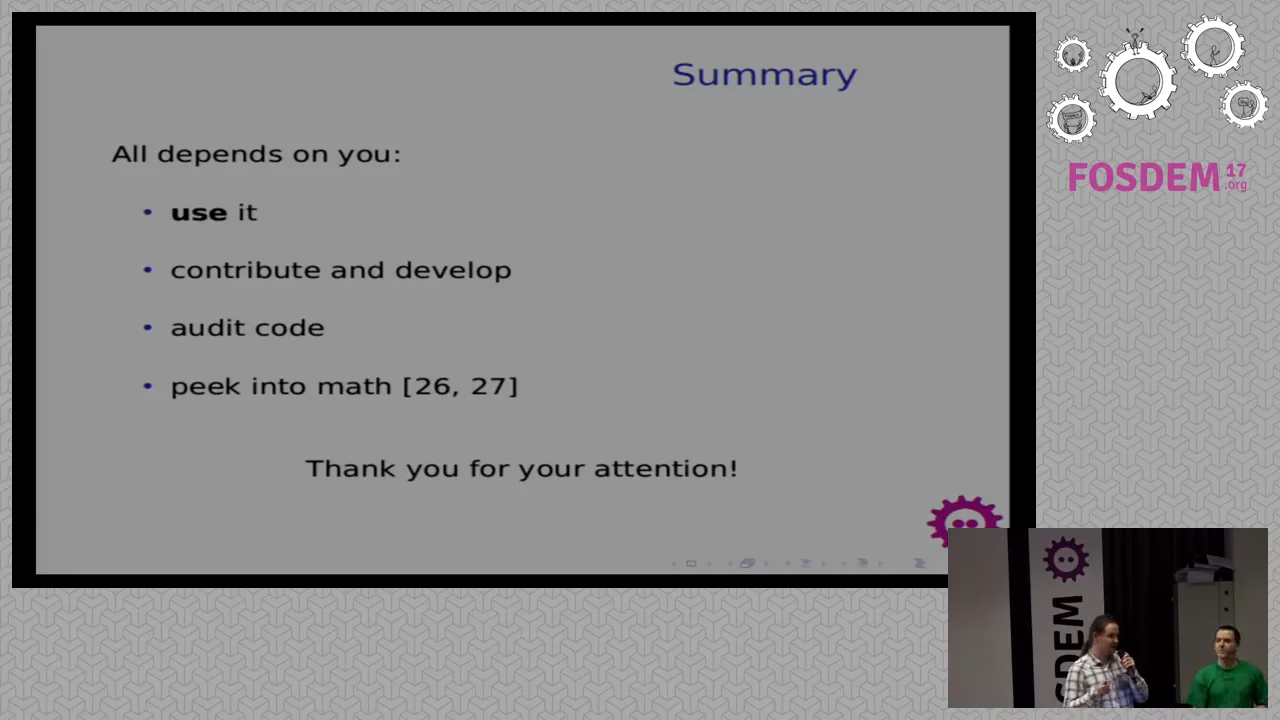 Summary
All depends on you:
• use it
• contribute and develop
• audit code
• peek into math [26, 27]
Thank you for your attention!
FOSDEM 17
.org
SDEM